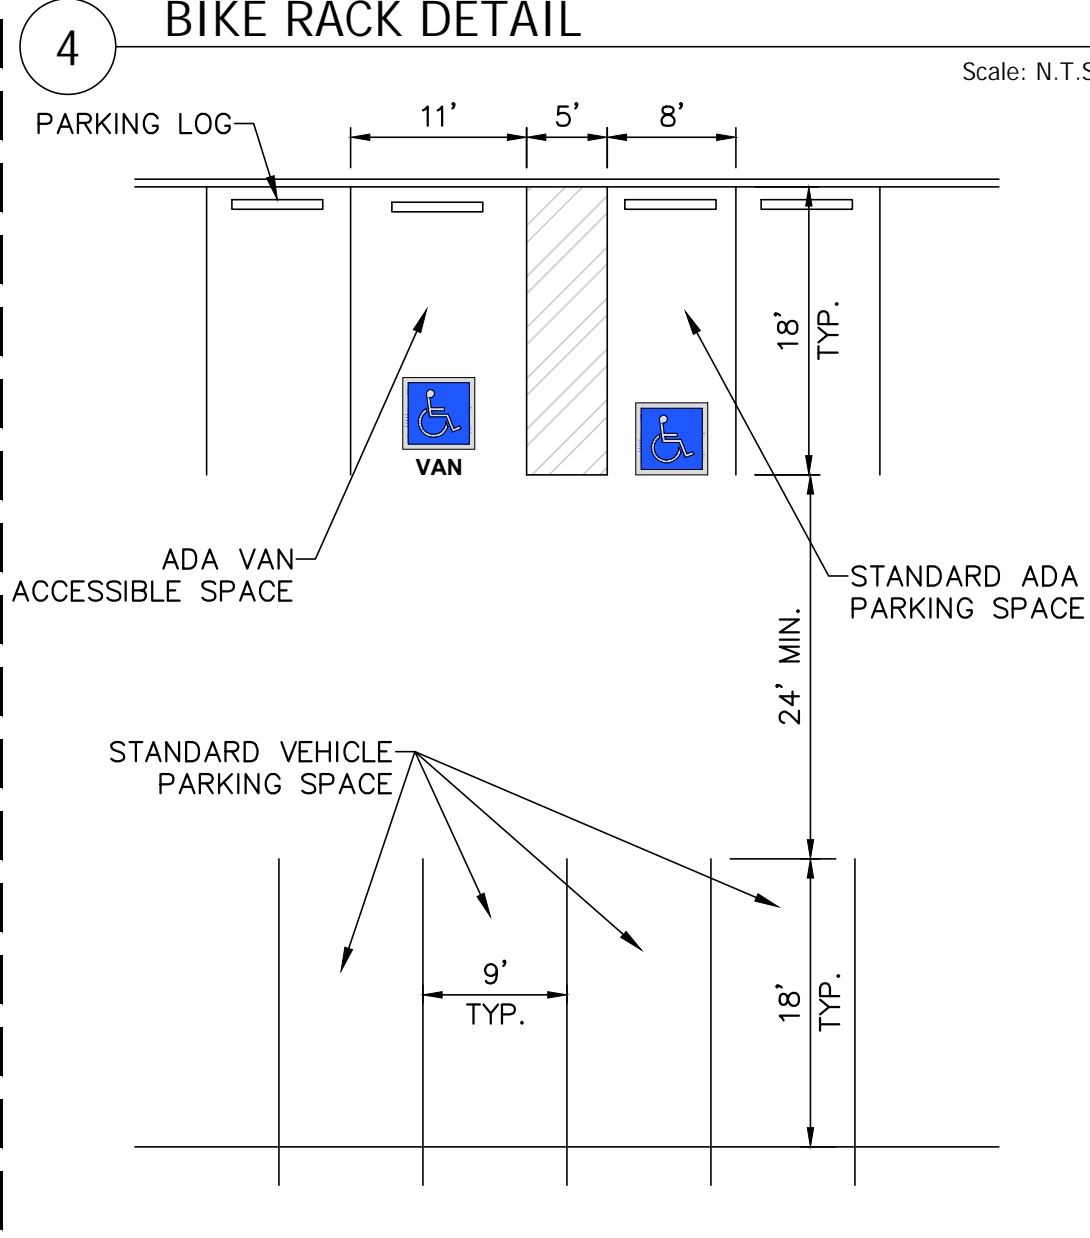 BIKE RACK DETAIL
4
Scale: N.T.S
PARKING LOG
11’
5’
8’
18’
TYP.
VAN
ADA VAN
ACCESSIBLE SPACE
STANDARD ADA
PARKING SPACE
24’ MIN.
STANDARD VEHICLE
PARKING SPACE
9’
TYP.
18’
TYP.